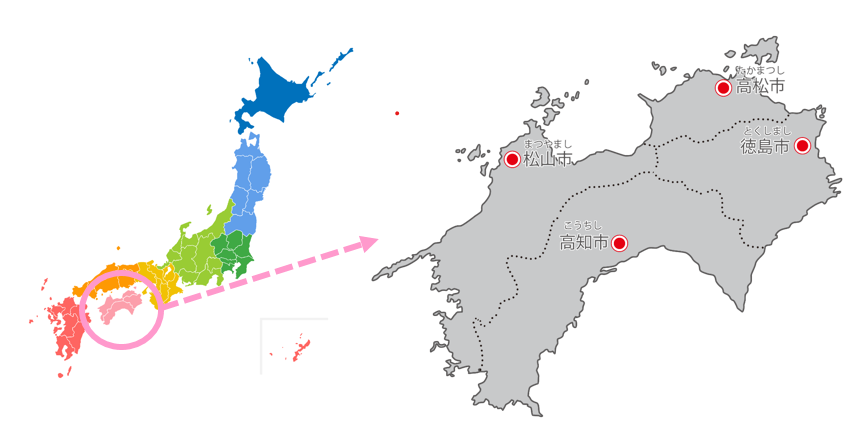 たかまつし
高松市
とくしまし
徳島市
まつやまし
松山市
こうちし
高知市